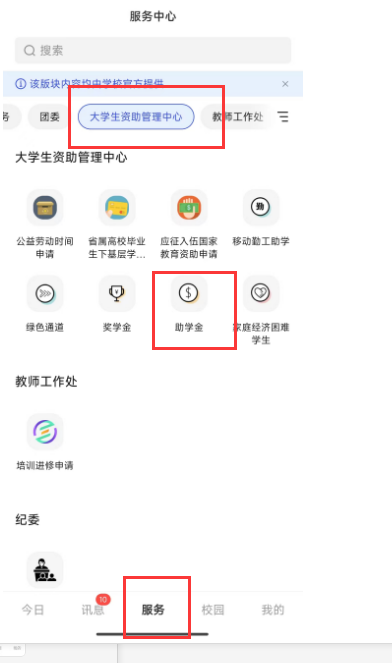 服务中心
搜索
该版块内容均由学校官方提供
务 团委 大学生资助管理中心 教师工作处
大学生资助管理中心
公益劳动时间 省属高校毕业 应征入伍国家 移动勤工助学
申请 生下基层学... 教育资助申请
绿色通道 奖学金 助学金 家庭经济困难
学生
教师工作处
培训进修申请
纪委
10
今日 讯息 服务 校园 我的